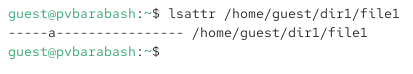 guest@pvbarabash:~$ lsattr /home/guest/dir1/file1
-----a---------------- /home/guest/dir1/file1
guest@pvbarabash:~$